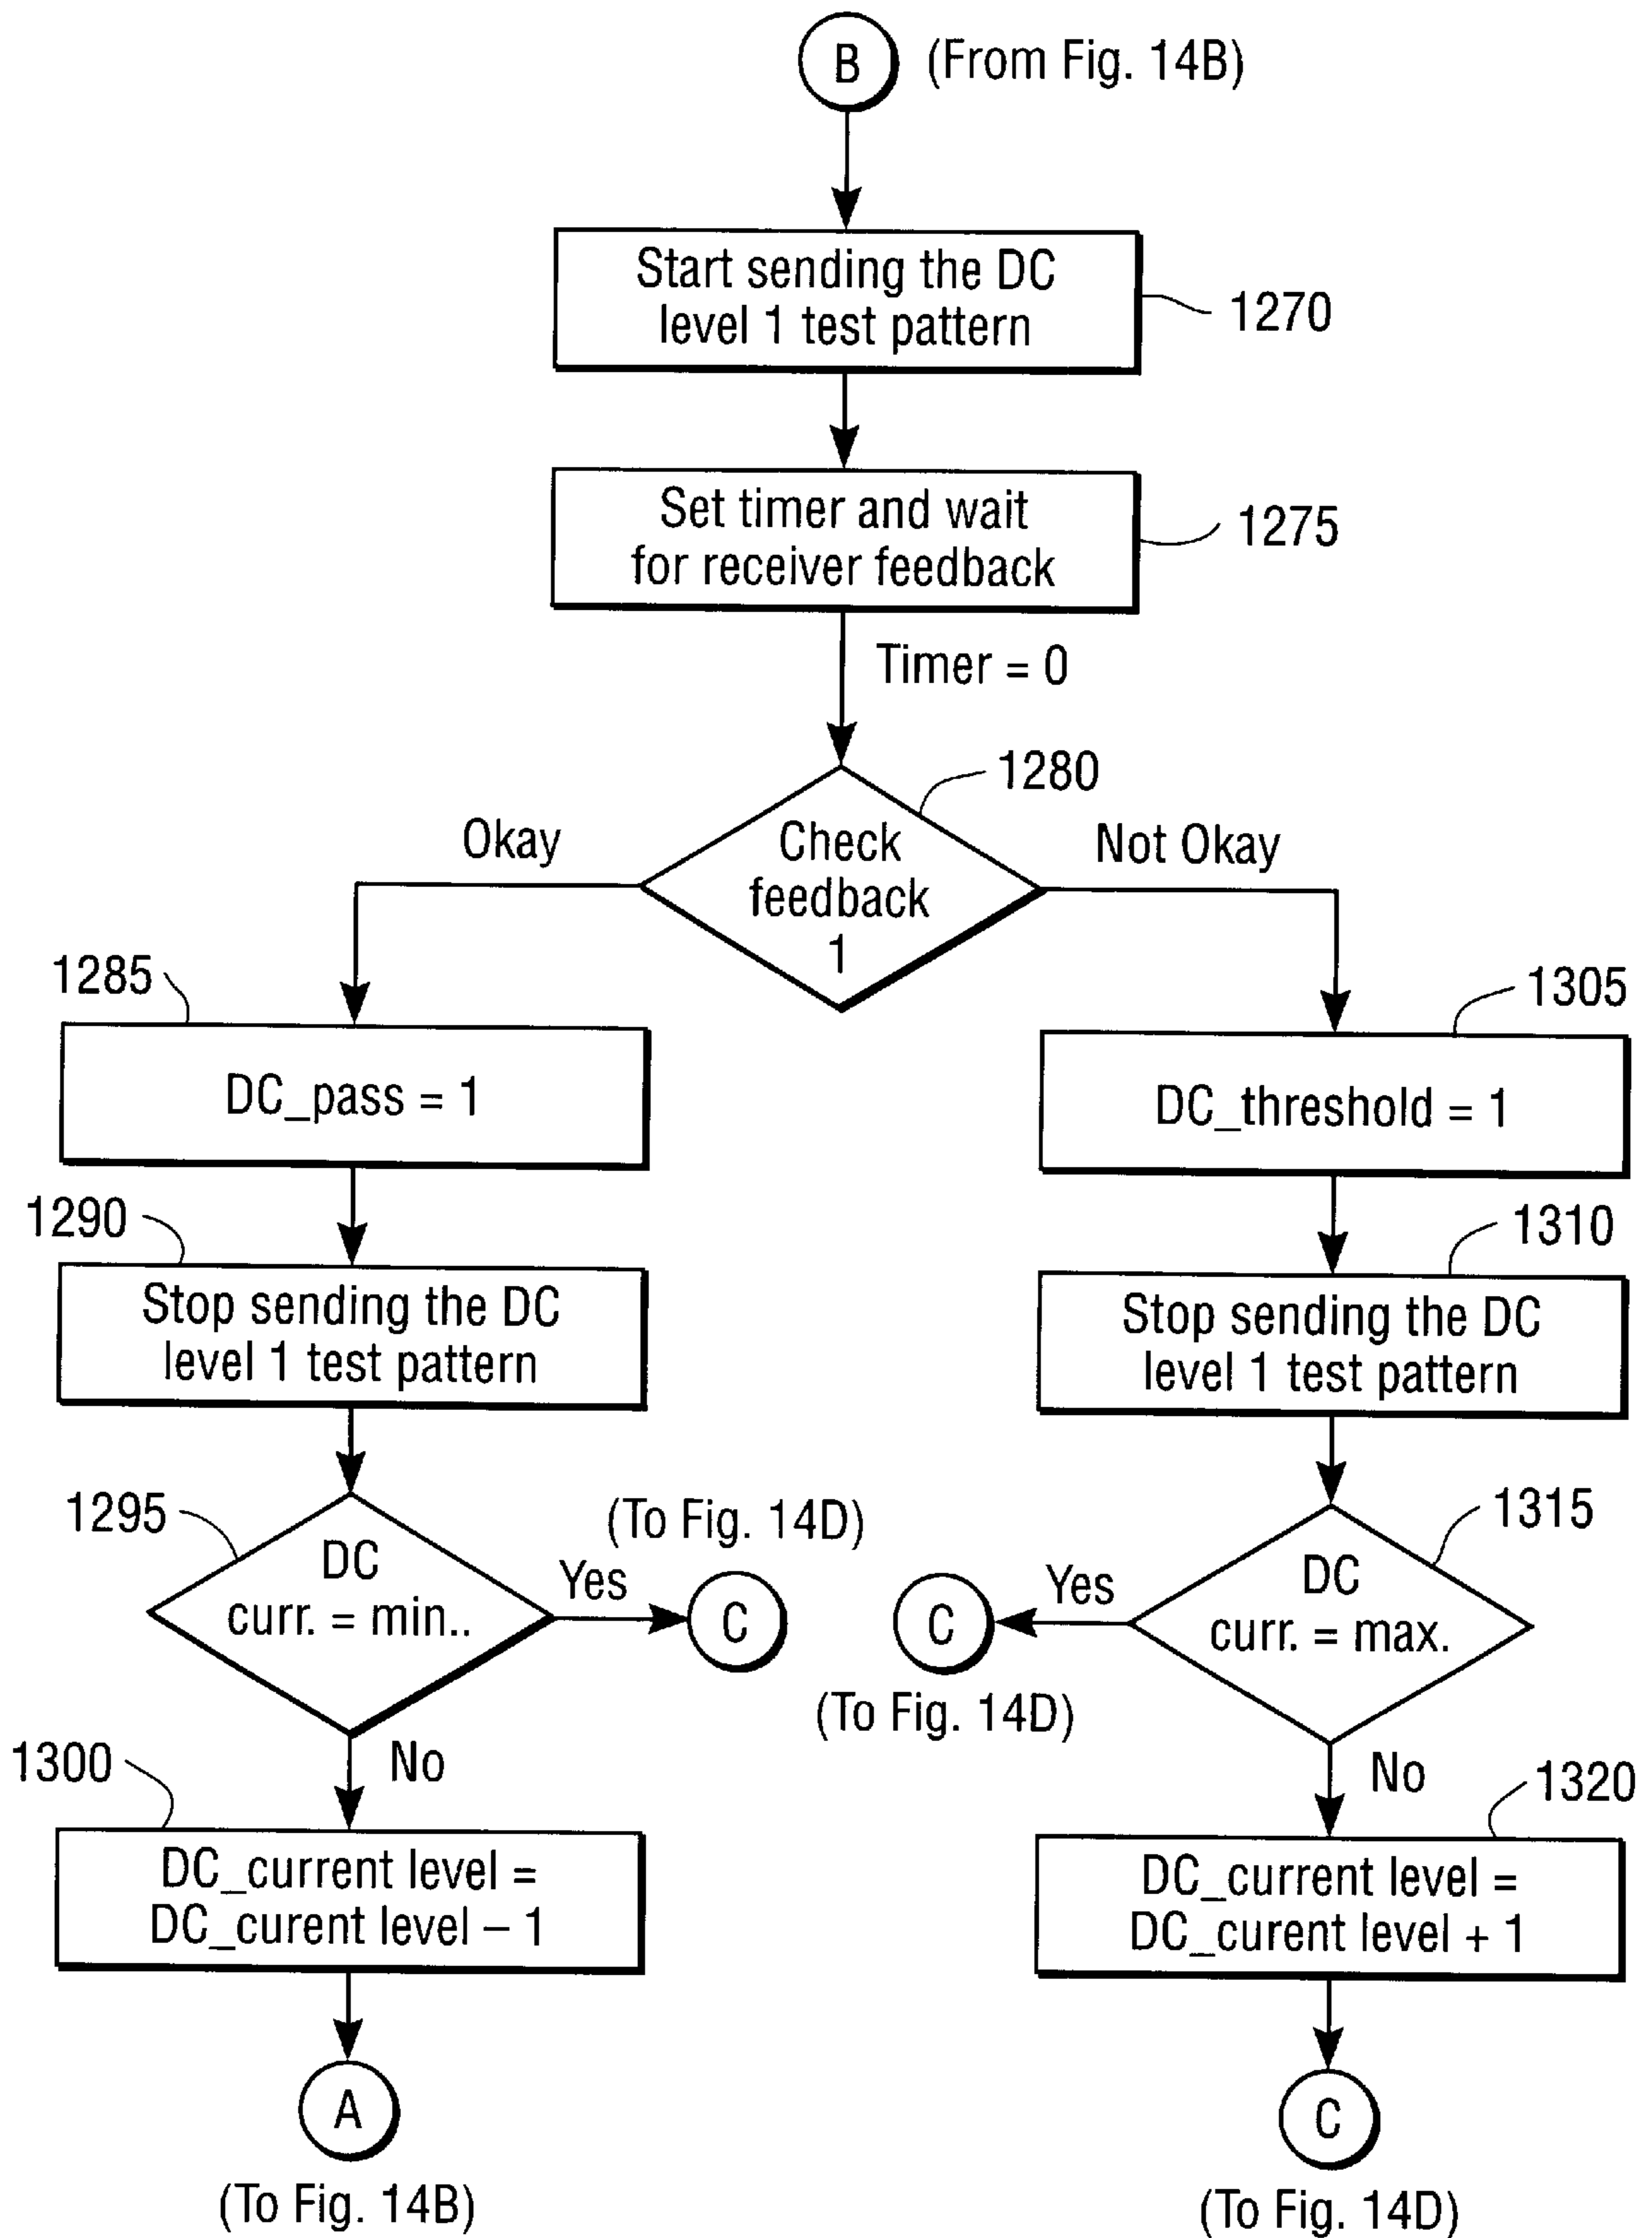 B (From Fig. 14B)
Start sending the DC
level 1 test pattern
1270
Set timer and wait
for receiver feedback
1275
Timer = 0
1280
Check
feedback
1
Okay
Not Okay
1285
DC_pass = 1
1305
DC_threshold = 1
1290
Stop sending the DC
level 1 test pattern
1310
Stop sending the DC
level 1 test pattern
1295
DC
curr. = min..
Yes
(To Fig. 14D)
C
1315
DC
curr. = max.
Yes
C
(To Fig. 14D)
No
1300
DC_current level =
DC_curent level – 1
A
(To Fig. 14B)
No
1320
DC_current level =
DC_curent level + 1
C
(To Fig. 14D)